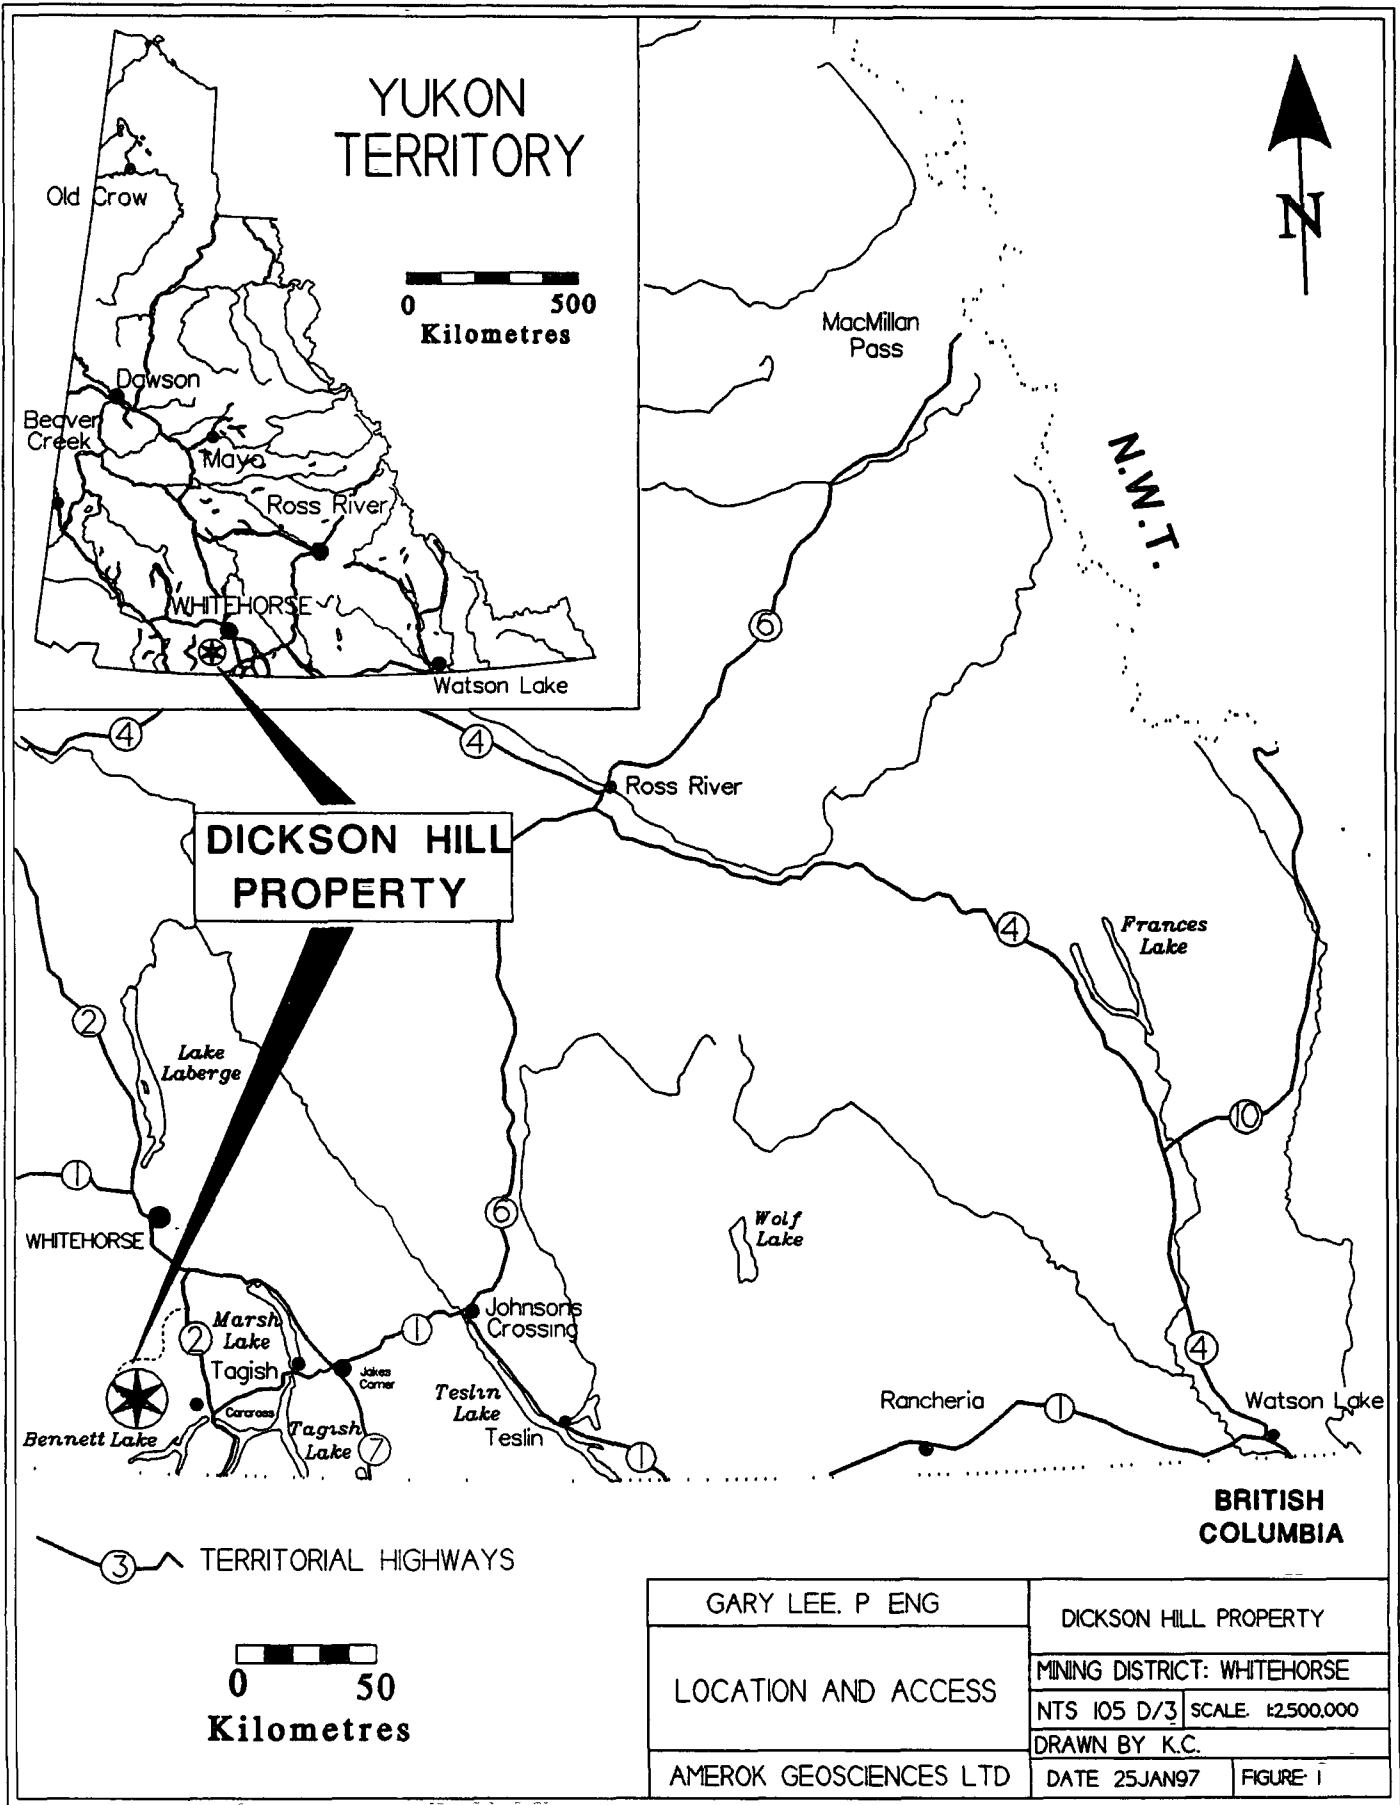 YUKON
TERRITORY
Old Crow
0 500
Kilometres
Dawson
Beaver
Creek
Mayo
Ross River
WHITEHORSE
Watson Lake
N
MacMillan
Pass
N.W.T.
6
4
4
Ross River
DICKSON HILL
PROPERTY
4
Frances
Lake
2
Lake
Laberge
10
1
6
Wolf
Lake
WHITEHORSE
Johnsons
Crossing
Marsh
Lake
2
1
Tagish
Jakes
Corner
4
Teslin
Lake
Rancheria
1
Watson Lake
Carcross
Bennett Lake
Tagish
Lake
7
Teslin
1
BRITISH
COLUMBIA
3 TERRITORIAL HIGHWAYS
0 50
Kilometres
GARY LEE. P ENG
LOCATION AND ACCESS
AMEROK GEOSCIENCES LTD
DICKSON HILL PROPERTY
MINING DISTRICT: WHITEHORSE
NTS 105 D/3 SCALE. 1:2,500,000
DRAWN BY K.C.
DATE 25JAN97 FIGURE: 1